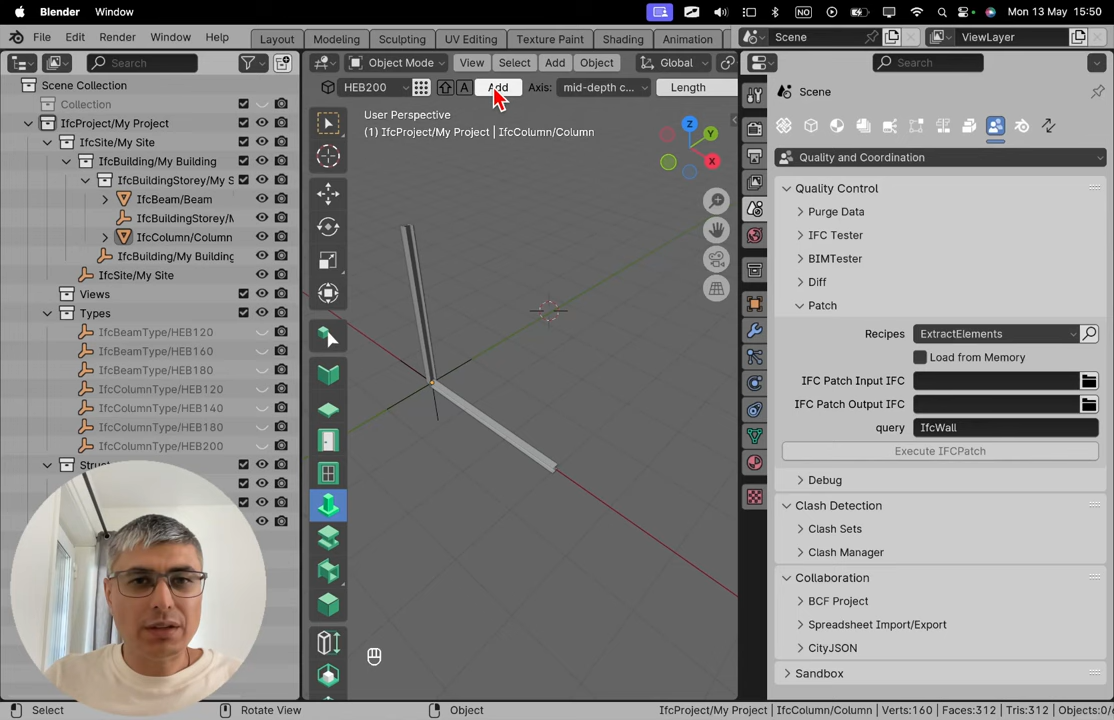 Blender Window NO Mon 13 May 15:50
File Edit Render Window Help Layout Modeling Sculpting UV Editing Texture Paint Shading Animation Scene ViewLayer
Search Object Mode View Select Add Object Global Search
Scene Collection
Collection
IfcProject/My Project
IfcSite/My Site
IfcBuilding/My Building
IfcBuildingStorey/My S
IfcBeam/Beam
IfcBuildingStorey/M
IfcColumn/Column
IfcBuilding/My Building
IfcSite/My Site
Views
Types
IfcBeamType/HEB120
IfcBeamType/HEB160
IfcBeamType/HEB180
IfcColumnType/HEB120
IfcColumnType/HEB140
IfcColumnType/HEB180
IfcColumnType/HEB200
Struc
HEB200 A Add Axis: mid-depth c... Length
User Perspective
(1) IfcProject/My Project | IfcColumn/Column
Z
Y
X
Scene
Quality and Coordination
Quality Control
Purge Data
IFC Tester
BIMTester
Diff
Patch
Recipes ExtractElements
Load from Memory
IFC Patch Input IFC
IFC Patch Output IFC
query IfcWall
Execute IFCPatch
Debug
Clash Detection
Clash Sets
Clash Manager
Collaboration
BCF Project
Spreadsheet Import/Export
CityJSON
Sandbox
Select Rotate View Object IfcProject/My Project | IfcColumn/Column | Verts:160 | Faces:312 | Tris:312 | Objects:0/